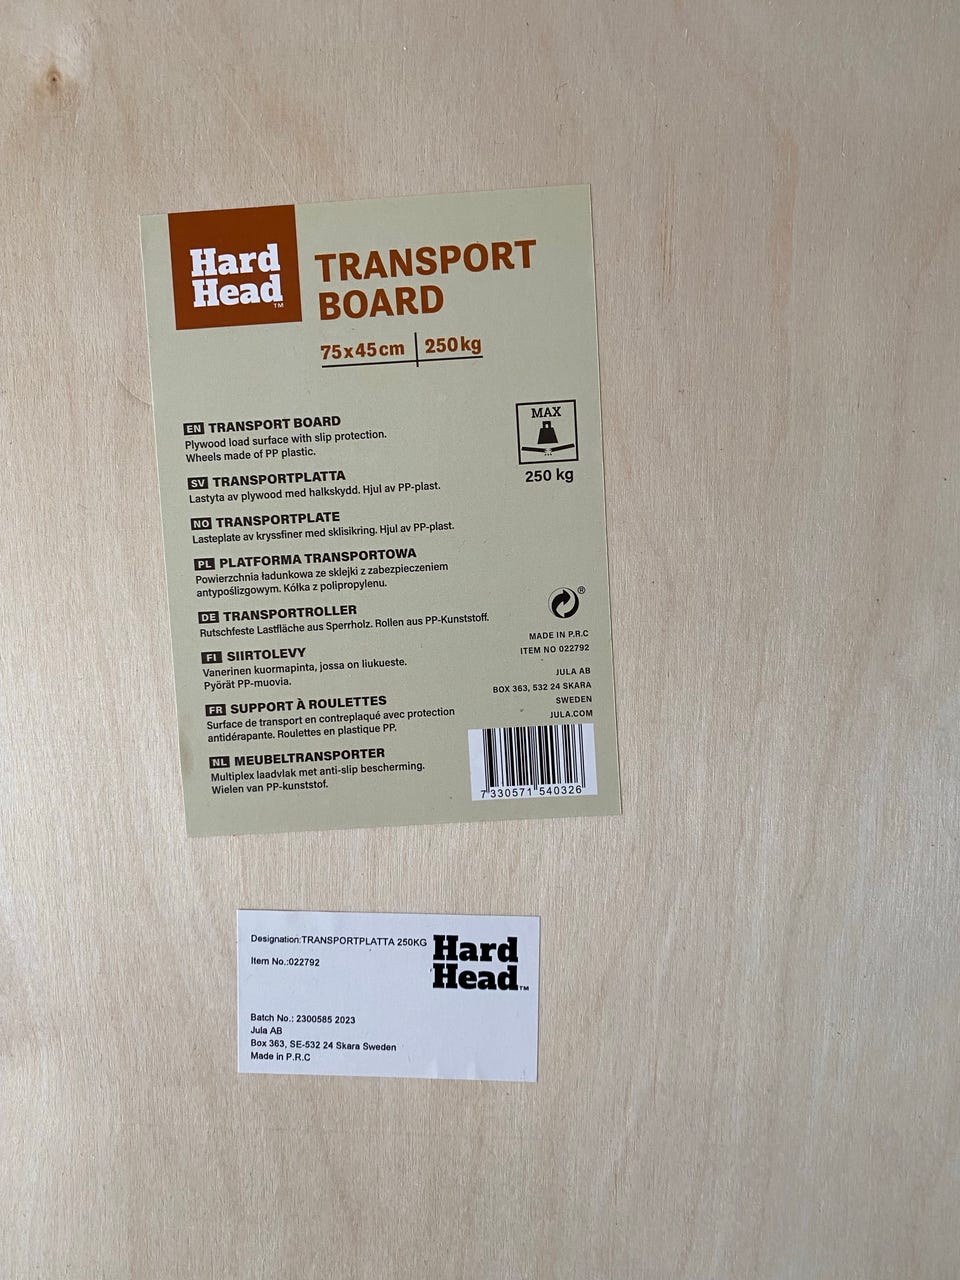 Hard
Head™
TRANSPORT
BOARD
75x45cm | 250kg
EN TRANSPORT BOARD
Plywood load surface with slip protection.
Wheels made of PP plastic.
SV TRANSPORTPLATTA
Lastyta av plywood med halkskydd. Hjul av PP-plast.
NO TRANSPORTPLATE
Lasteplate av kryssfiner med sklisikring. Hjul av PP-plast.
PL PLATFORMA TRANSPORTOWA
Powierzchnia ładunkowa ze sklejki z zabezpieczeniem
antypoślizgowym. Kółka z polipropylenu.
DE TRANSPORTROLLER
Rutschfeste Lastfläche aus Sperrholz. Rollen aus PP-Kunststoff.
FI SIIRTOLEVY
Vanerinen kuormapinta, jossa on liukueste.
Pyörät PP-muovia.
FR SUPPORT À ROULETTES
Surface de transport en contreplaqué avec protection
antidérapante. Roulettes en plastique PP.
NL MEUBELTRANSPORTER
Multiplex laadvlak met anti-slip bescherming.
Wielen van PP-kunststof.
MAX
250 kg
®
MADE IN P.R.C
ITEM NO 022792
JULA AB
BOX 363, 532 24 SKARA
SWEDEN
JULA.COM
7 330571 540326
Designation:TRANSPORTPLATTA 250KG
Item No.:022792
Hard
Head™
Batch No.: 2300585 2023
Jula AB
Box 363, SE-532 24 Skara Sweden
Made in P.R.C